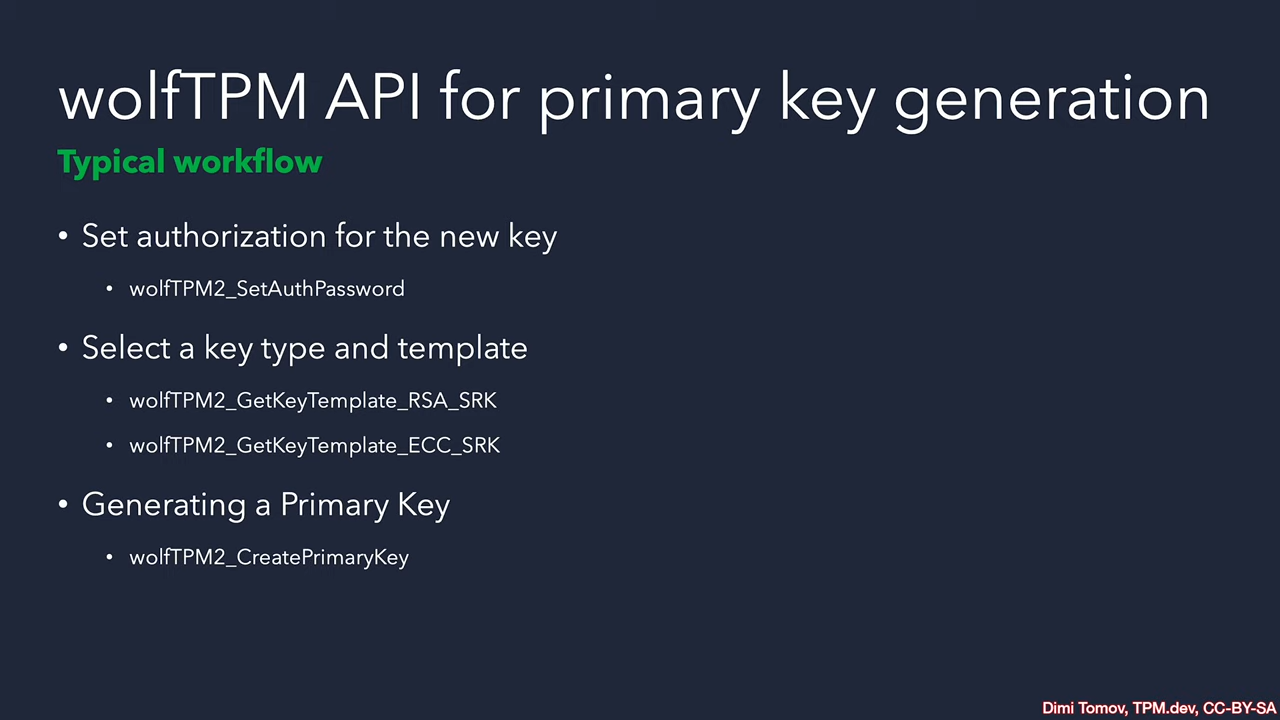 wolfTPM API for primary key generation
Typical workflow
• Set authorization for the new key
• wolfTPM2_SetAuthPassword
• Select a key type and template
• wolfTPM2_GetKeyTemplate_RSA_SRK
• wolfTPM2_GetKeyTemplate_ECC_SRK
• Generating a Primary Key
• wolfTPM2_CreatePrimaryKey
Dimi Tomov, TPM.dev, CC-BY-SA